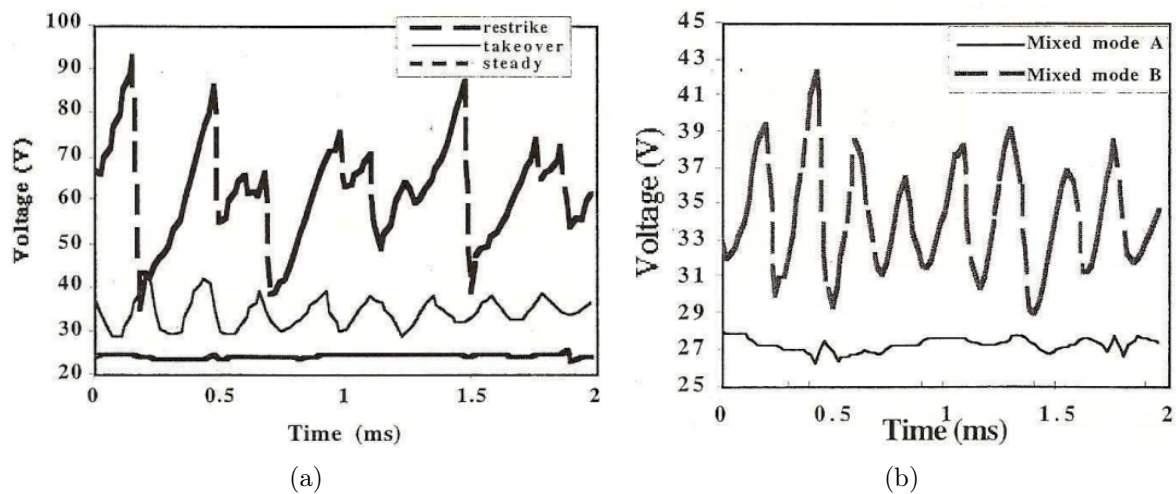 restrike
takeover
steady
100
90
80
70
60
50
40
30
20
Voltage (V)
0
0.5
1
1.5
2
Time (ms)
(a)
45
43
41
39
37
35
33
31
29
27
25
Voltage (V)
Mixed mode A
Mixed mode B
0
0.5
1
1.5
2
Time (ms)
(b)